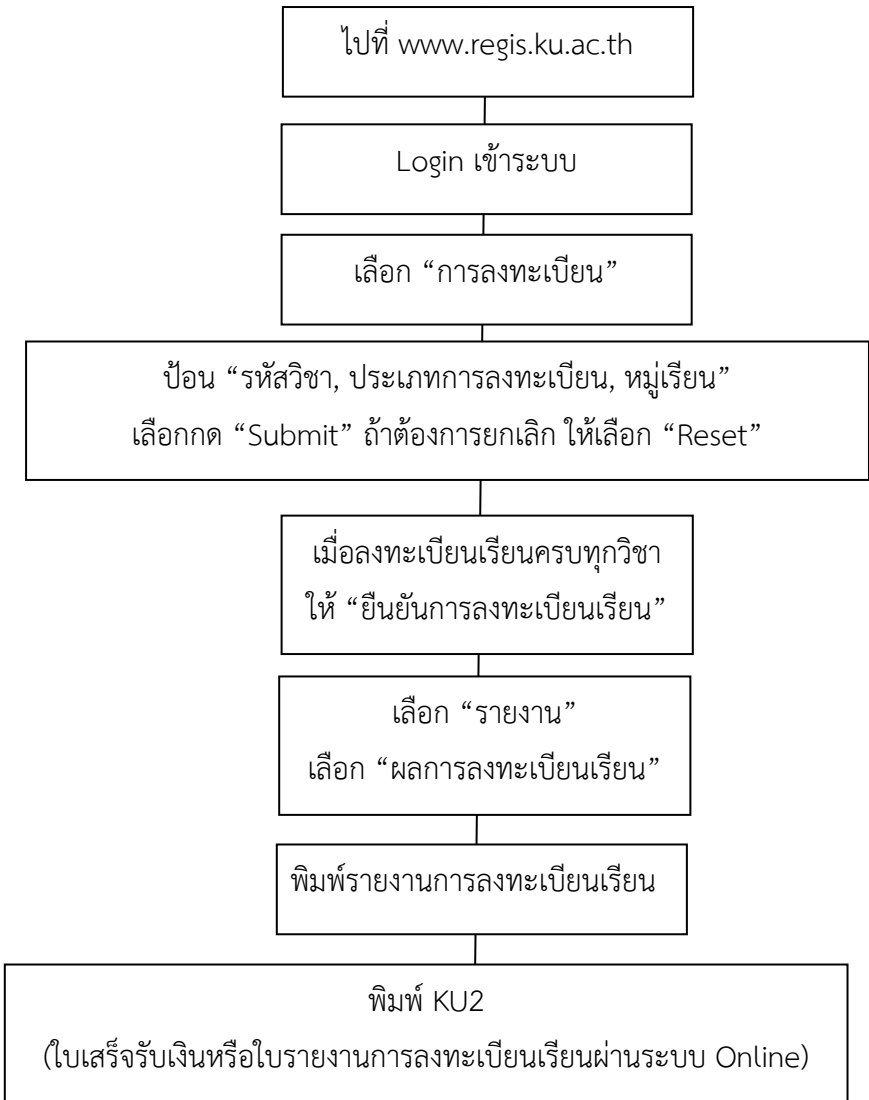 ไปที่ www.regis.ku.ac.th
Login เข้าระบบ
เลือก “การลงทะเบียน”
ป้อน “รหัสวิชา, ประเภทการลงทะเบียน, หมู่เรียน”
เลือกกด “Submit” ถ้าต้องการยกเลิก ให้เลือก “Reset”
เมื่อลงทะเบียนเรียนครบทุกวิชา
ให้ “ยืนยันการลงทะเบียนเรียน”
เลือก “รายงาน”
เลือก “ผลการลงทะเบียนเรียน”
พิมพ์รายงานการลงทะเบียนเรียน
พิมพ์ KU2
(ใบเสร็จรับเงินหรือใบรายงานการลงทะเบียนเรียนผ่านระบบ Online)